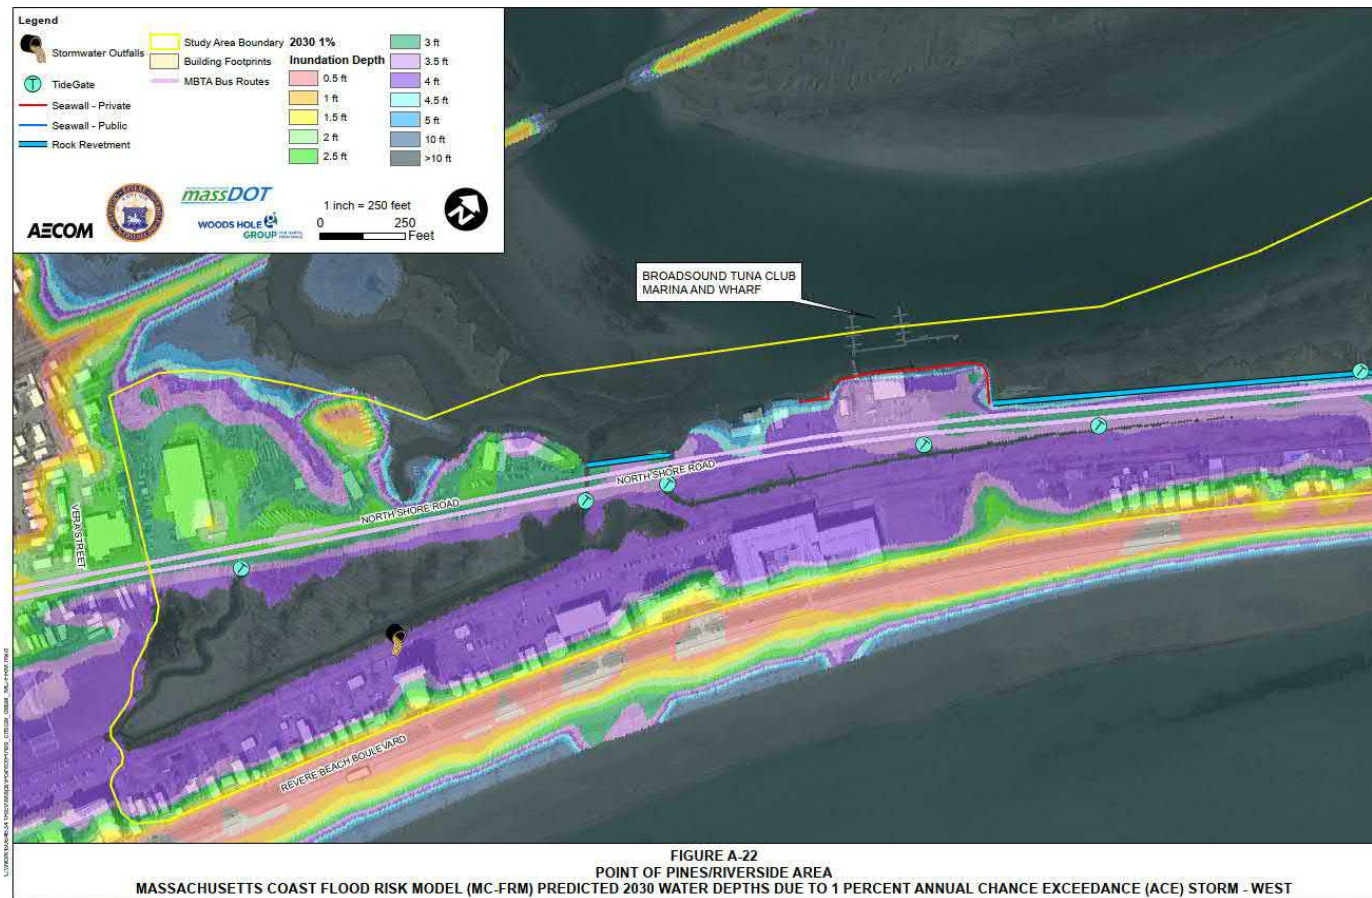 Legend
Stormwater Outfalls
TideGate
Seawall - Private
Seawall - Public
Rock Revetment
Study Area Boundary
Building Footprints
MBTA Bus Routes
2030 1%
Inundation Depth
0.5 ft
1 ft
1.5 ft
2 ft
2.5 ft
3 ft
3.5 ft
4 ft
4.5 ft
5 ft
10 ft
>10 ft
AECOM
massDOT
WOODS HOLE
GROUP
1 inch = 250 feet
0 250
Feet
N
BROADSOUND TUNA CLUB
MARINA AND WHARF
NORTH SHORE ROAD
NORTH SHORE ROAD
VERA STREET
REVERE BEACH BOULEVARD
FIGURE A-22
POINT OF PINES/RIVERSIDE AREA
MASSACHUSETTS COAST FLOOD RISK MODEL (MC-FRM) PREDICTED 2030 WATER DEPTHS DUE TO 1 PERCENT ANNUAL CHANCE EXCEEDANCE (ACE) STORM - WEST